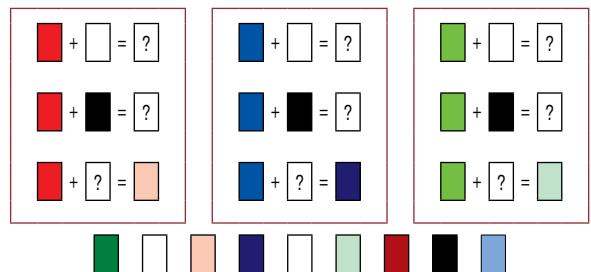 + = ?
+ = ?
+ ? =
+ = ?
+ = ?
+ ? =
+ = ?
+ = ?
+ ? =